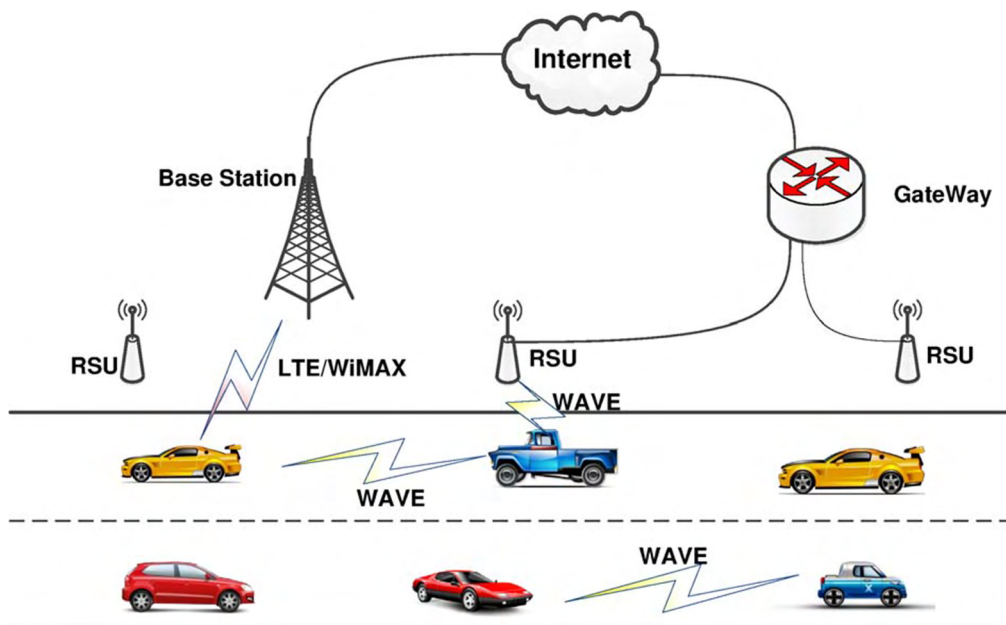 Internet
Base Station
GateWay
RSU
LTE/WiMAX
RSU
RSU
WAVE
WAVE
WAVE